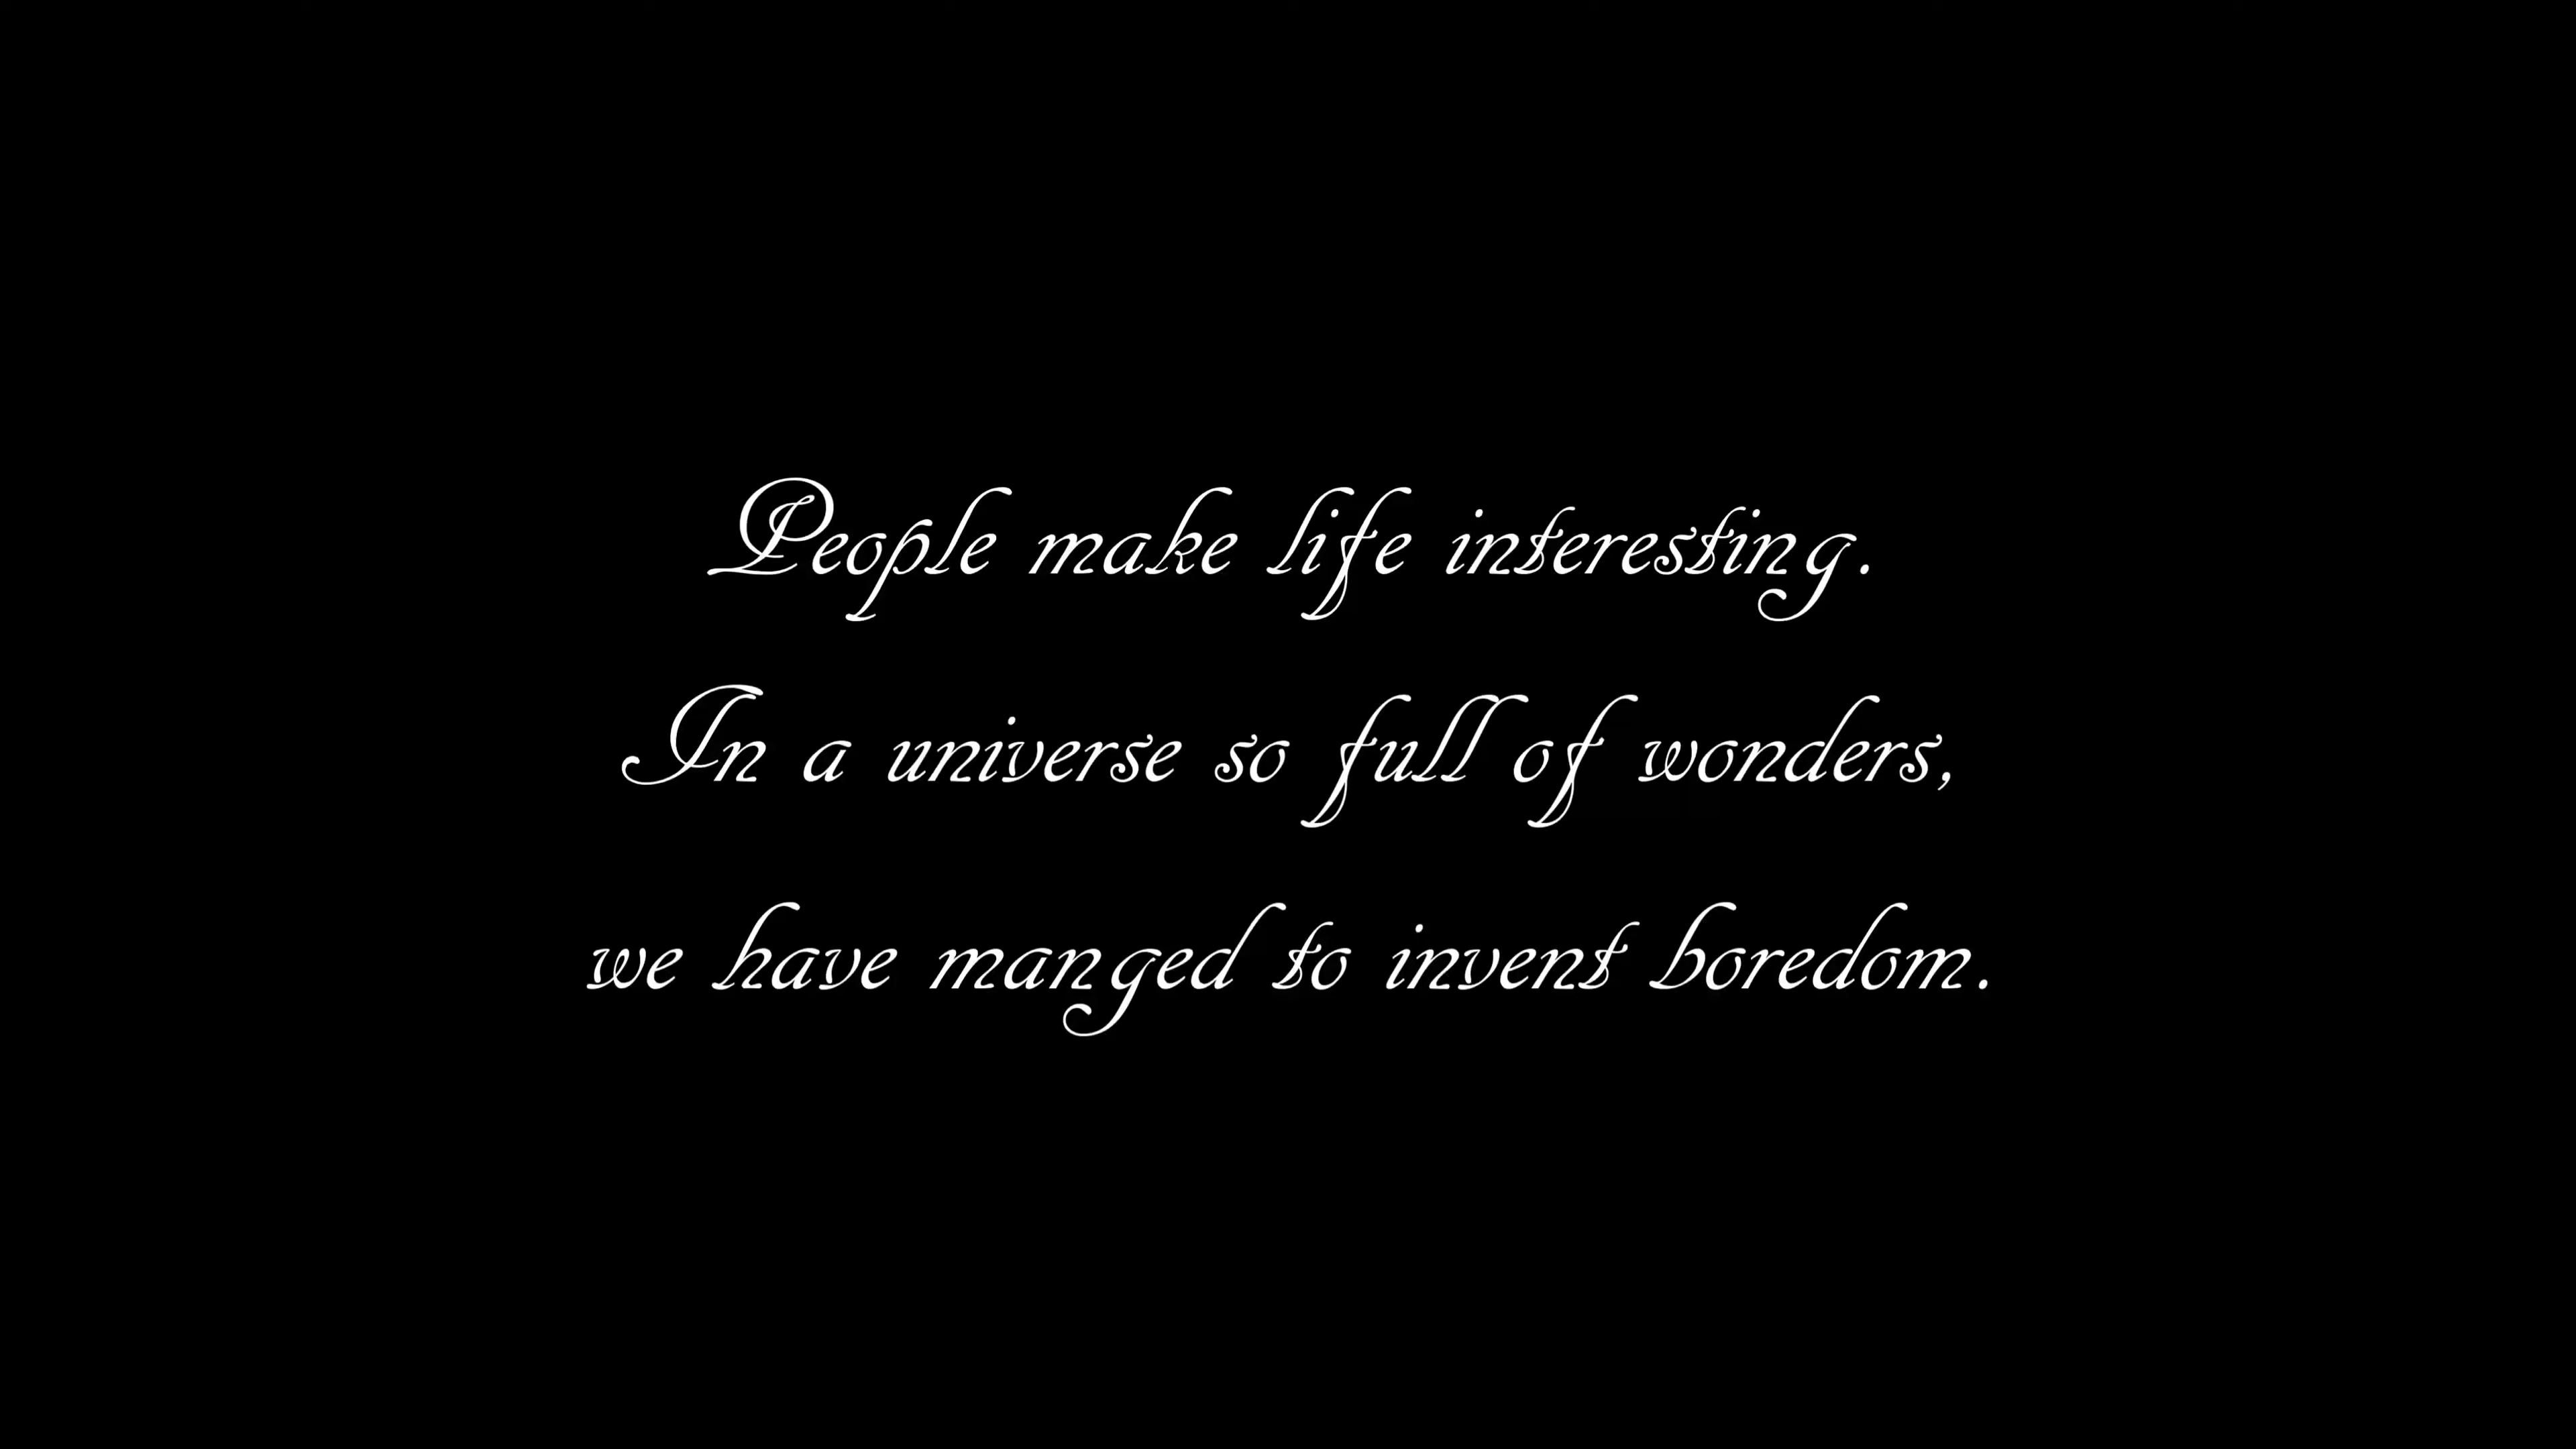 People make life interesting.
In a universe so full of wonders,
we have manged to invent boredom.